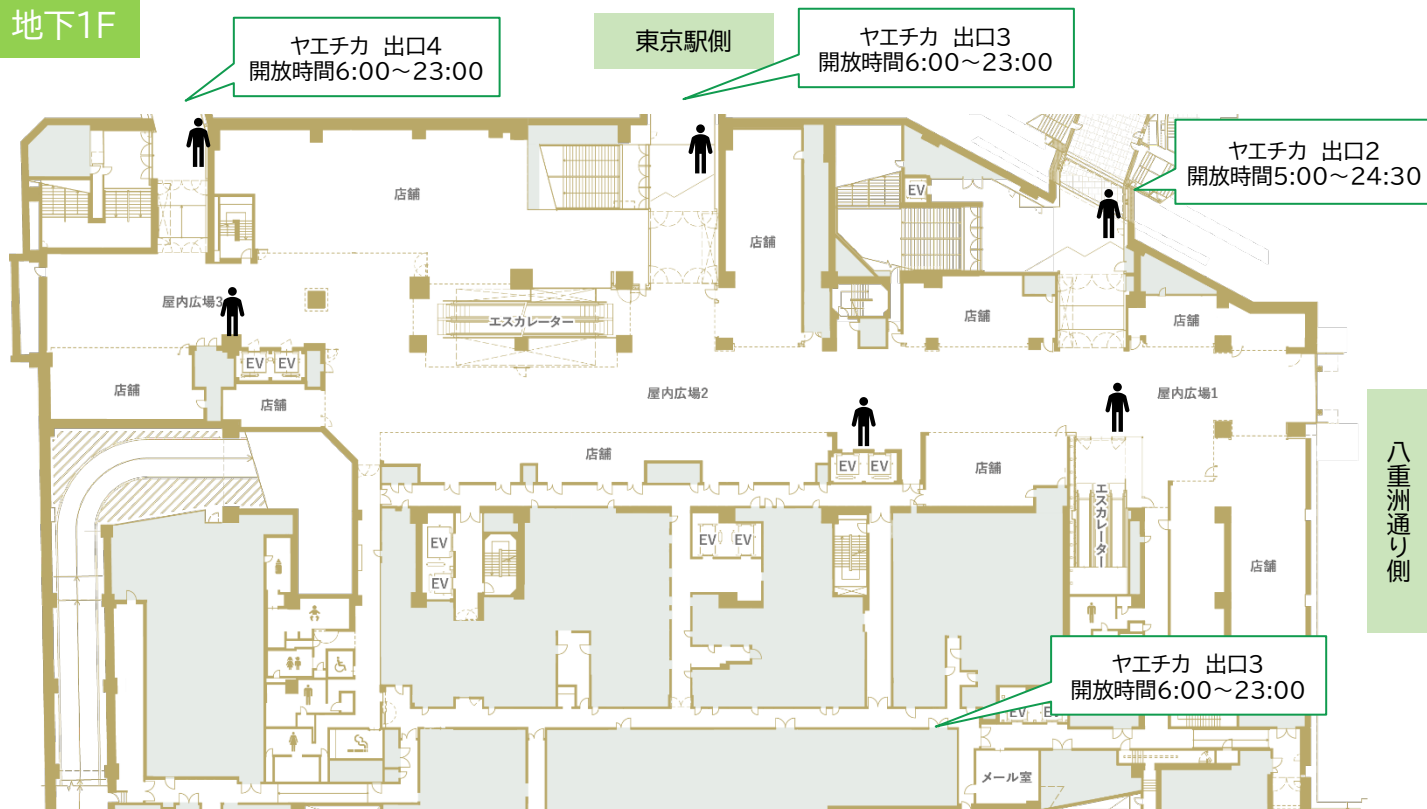 地下1F
ヤエチカ 出口4
開放時間6:00～23:00
東京駅側
ヤエチカ 出口3
開放時間6:00～23:00
ヤエチカ 出口2
開放時間5:00～24:30
店舗
EV
店舗
屋内広場3
エスカレーター
店舗
店舗
EV EV
店舗
店舗
屋内広場2
屋内広場1
店舗
EV EV
店舗
エスカレーター
八重洲通り側
EV
EV
EV EV
店舗
ヤエチカ 出口3
開放時間6:00～23:00
EV EV
メール室